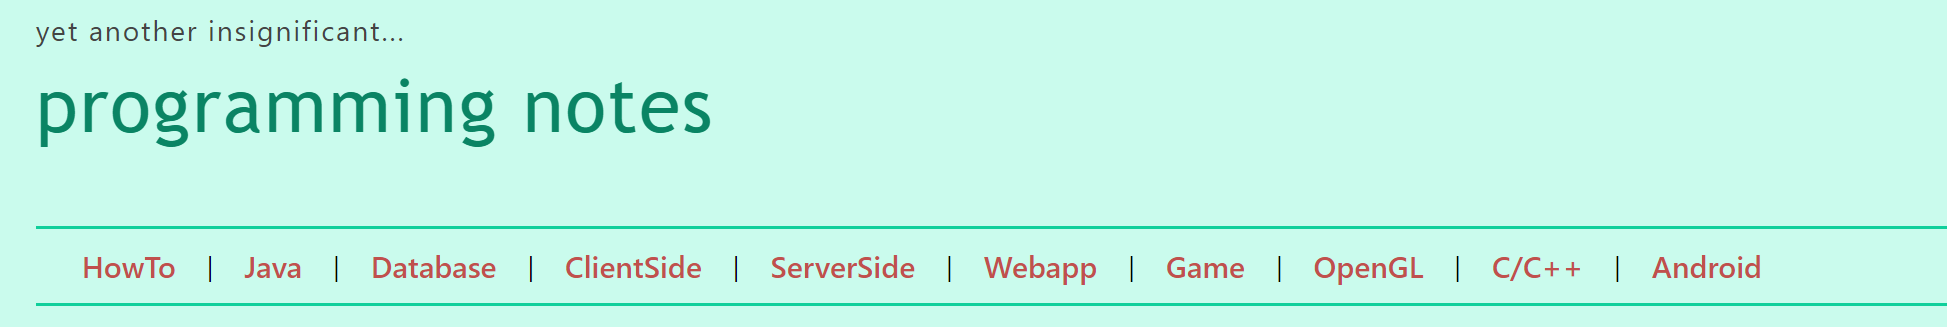 yet another insignificant...
programming notes
HowTo | Java | Database | ClientSide | ServerSide | Webapp | Game | OpenGL | C/C++ | Android